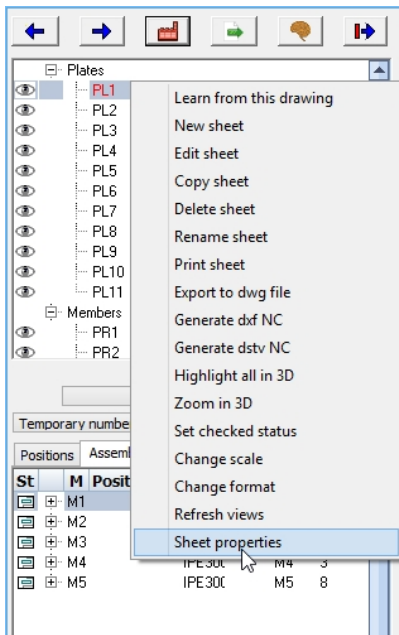 Plates
PL1
PL2
PL3
PL4
PL5
PL6
PL7
PL8
PL9
PL10
PL11
Members
PR1
PR2
Learn from this drawing
New sheet
Edit sheet
Copy sheet
Delete sheet
Rename sheet
Print sheet
Export to dwg file
Generate dxf NC
Generate dstv NC
Highlight all in 3D
Zoom in 3D
Set checked status
Change scale
Change format
Refresh views
Sheet properties
Temporary numbe
Positions Assembl
St M Posit
M1
M2
M3
M4 IPE300 M4 3
M5 IPE300 M5 8